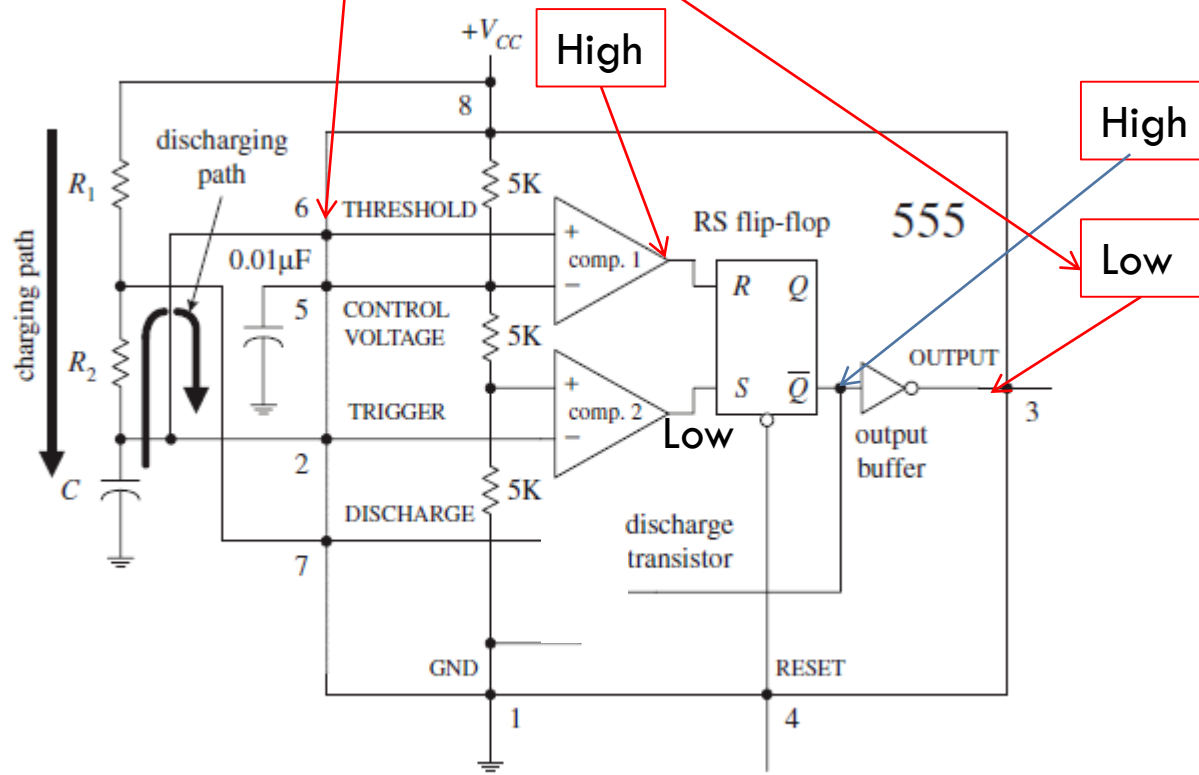 +V_CC
High
8
High
discharging
path
R₁
5K
6
THRESHOLD
RS flip-flop
555
charging path
0.01µF
+
comp. 1
−
R
Q
Low
5
CONTROL
VOLTAGE
5K
R₂
OUTPUT
+
comp. 2
−
S
Q̅
TRIGGER
Low
3
output
buffer
2
C
5K
DISCHARGE
discharge
transistor
7
GND
RESET
1
4